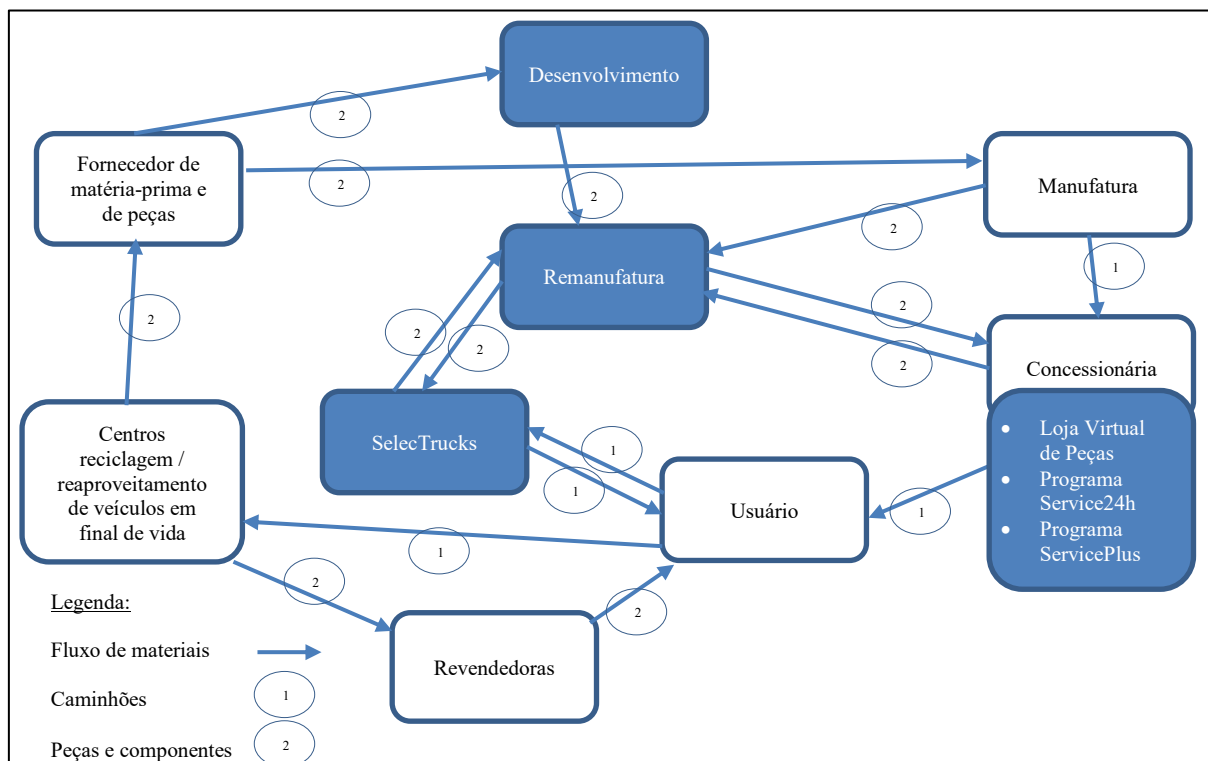 Desenvolvimento
2
Fornecedor de
matéria-prima e
de peças
2
Manufatura
2
2
Remanufatura
1
2
2
2
2
2
Concessionária
SelecTrucks
Centros
reciclagem /
reaproveitamento
de veículos em
final de vida
• Loja Virtual
de Peças
• Programa
Service24h
• Programa
ServicePlus
1
1
Usuário
1
1
2
2
Legenda:
Fluxo de materiais
Revendedoras
Caminhões
1
Peças e componentes
2